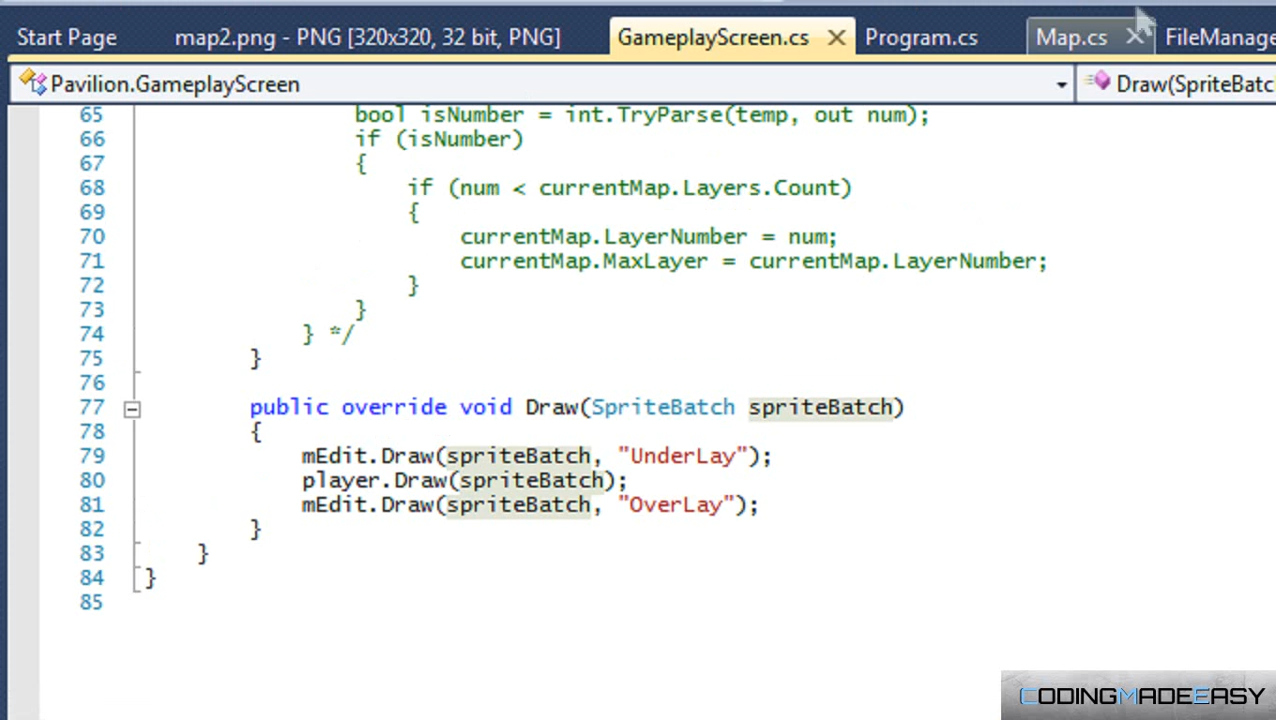 Start Page map2.png - PNG [320x320, 32 bit, PNG] GameplayScreen.cs Program.cs Map.cs FileManage
Pavilion.GameplayScreen Draw(SpriteBatc
65 bool isNumber = int.TryParse(temp, out num);
66 if (isNumber)
67 {
68 if (num < currentMap.Layers.Count)
69 {
70 currentMap.LayerNumber = num;
71 currentMap.MaxLayer = currentMap.LayerNumber;
72 }
73 }
74 } */
75 }
76
77 public override void Draw(SpriteBatch spriteBatch)
78 {
79 mEdit.Draw(spriteBatch, "UnderLay");
80 player.Draw(spriteBatch);
81 mEdit.Draw(spriteBatch, "OverLay");
82 }
83 }
84 }
85
CODINGMADEEASY